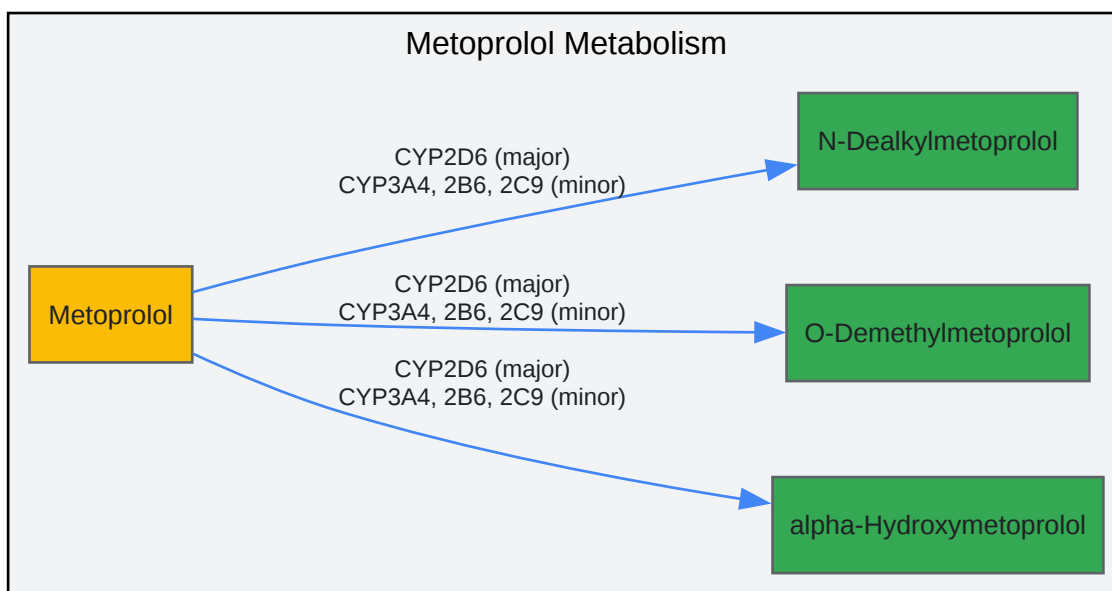 Metoprolol Metabolism
N-Dealkylmetoprolol
CYP2D6 (major)
CYP3A4, 2B6, 2C9 (minor)
Metoprolol
CYP2D6 (major)
CYP3A4, 2B6, 2C9 (minor)
O-Demethylmetoprolol
CYP2D6 (major)
CYP3A4, 2B6, 2C9 (minor)
alpha-Hydroxymetoprolol